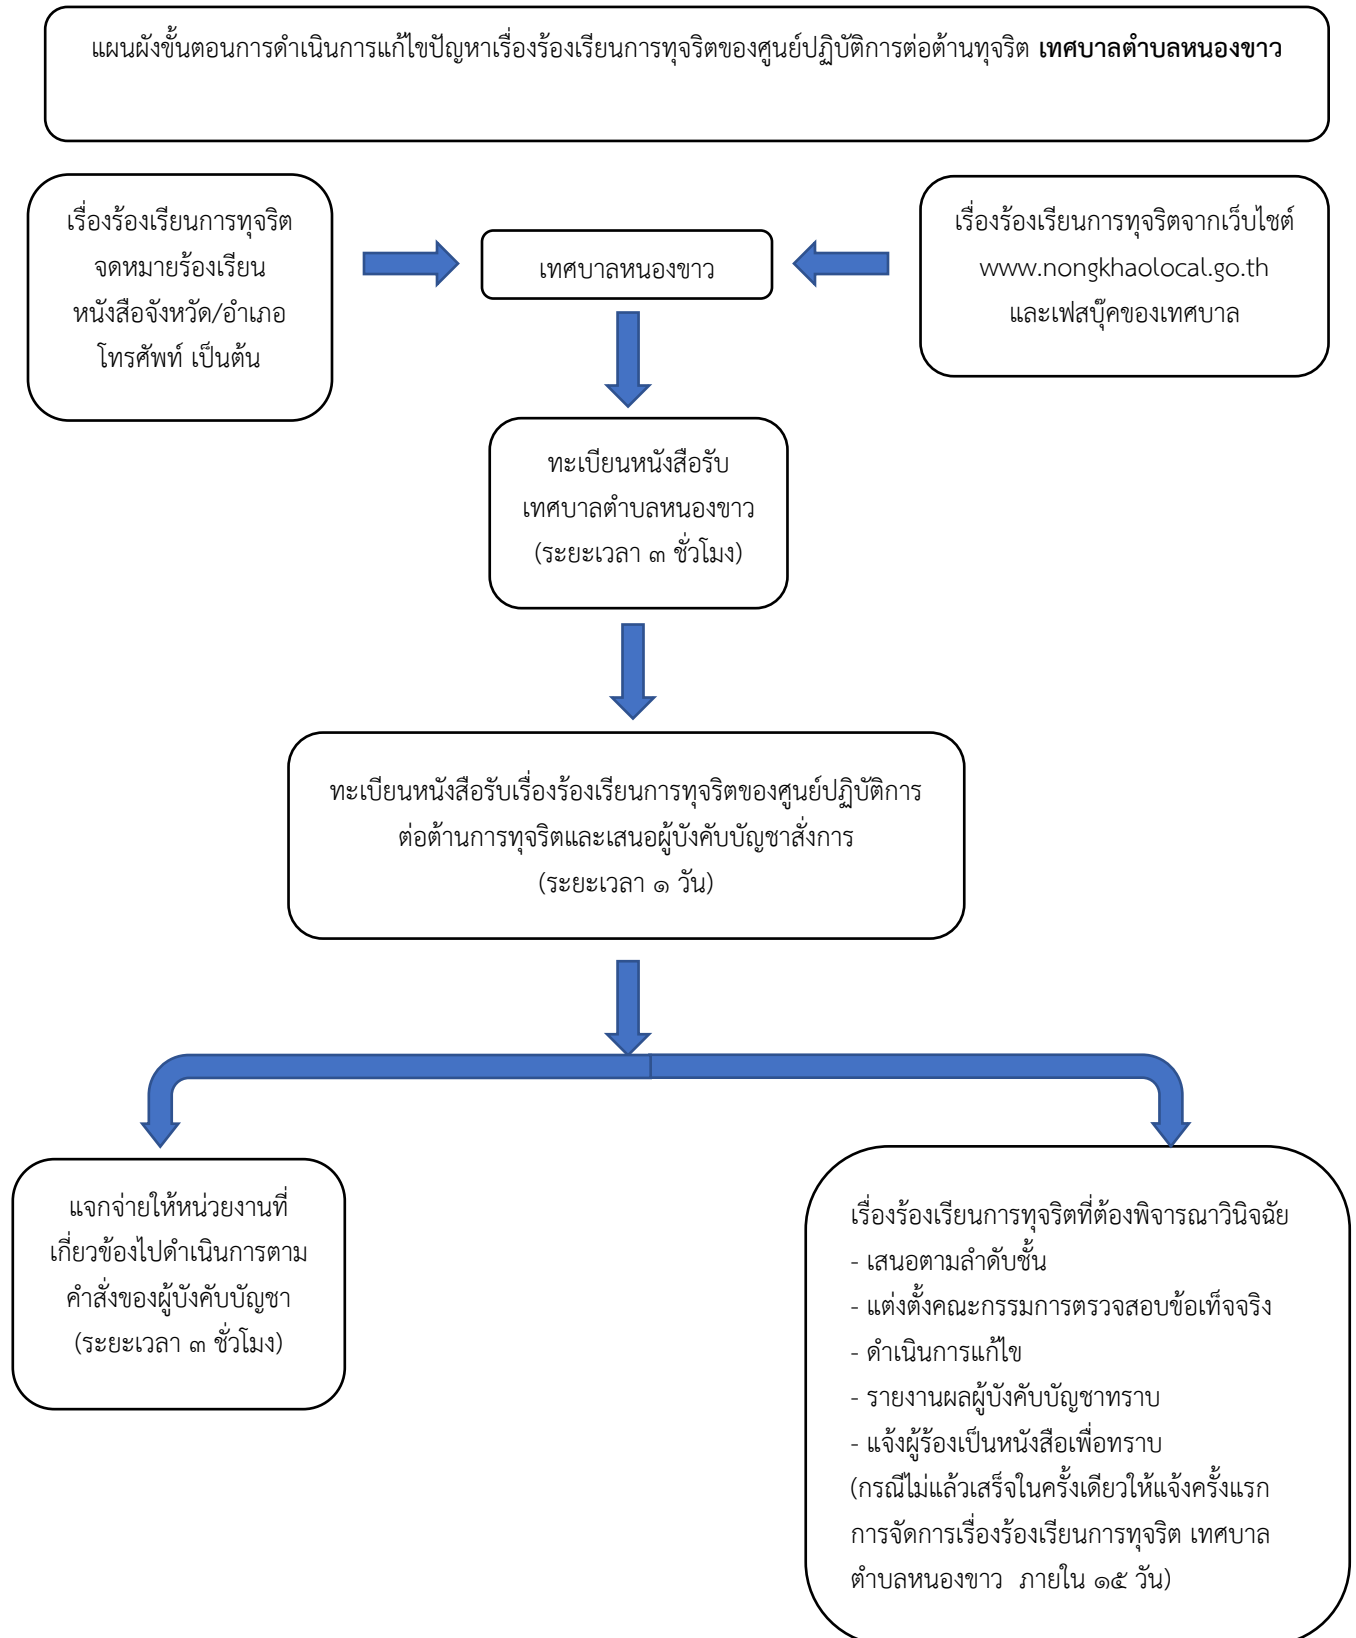 แผนผังขั้นตอนการดำเนินการแก้ไขปัญหาเรื่องร้องเรียนการทุจริตของศูนย์ปฏิบัติการต่อต้านทุจริต เทศบาลตำบลหนองขาว
เรื่องร้องเรียนการทุจริต
จดหมายร้องเรียน
หนังสือจังหวัด/อำเภอ
โทรศัพท์ เป็นต้น
เทศบาลหนองขาว
เรื่องร้องเรียนการทุจริตจากเว็บไซต์
www.nongkhaolocal.go.th
และเฟสบุ๊คของเทศบาล
ทะเบียนหนังสือรับ
เทศบาลตำบลหนองขาว
(ระยะเวลา ๓ ชั่วโมง)
ทะเบียนหนังสือรับเรื่องร้องเรียนการทุจริตของศูนย์ปฏิบัติการ
ต่อต้านการทุจริตและเสนอผู้บังคับบัญชาสั่งการ
(ระยะเวลา ๑ วัน)
แจกจ่ายให้หน่วยงานที่
เกี่ยวข้องไปดำเนินการตาม
คำสั่งของผู้บังคับบัญชา
(ระยะเวลา ๓ ชั่วโมง)
เรื่องร้องเรียนการทุจริตที่ต้องพิจารณาวินิจฉัย
- เสนอตามลำดับชั้น
- แต่งตั้งคณะกรรมการตรวจสอบข้อเท็จจริง
- ดำเนินการแก้ไข
- รายงานผลผู้บังคับบัญชาทราบ
- แจ้งผู้ร้องเป็นหนังสือเพื่อทราบ
(กรณีไม่แล้วเสร็จในครั้งเดียวให้แจ้งครั้งแรก
การจัดการเรื่องร้องเรียนการทุจริต เทศบาล
ตำบลหนองขาว ภายใน ๑๕ วัน)